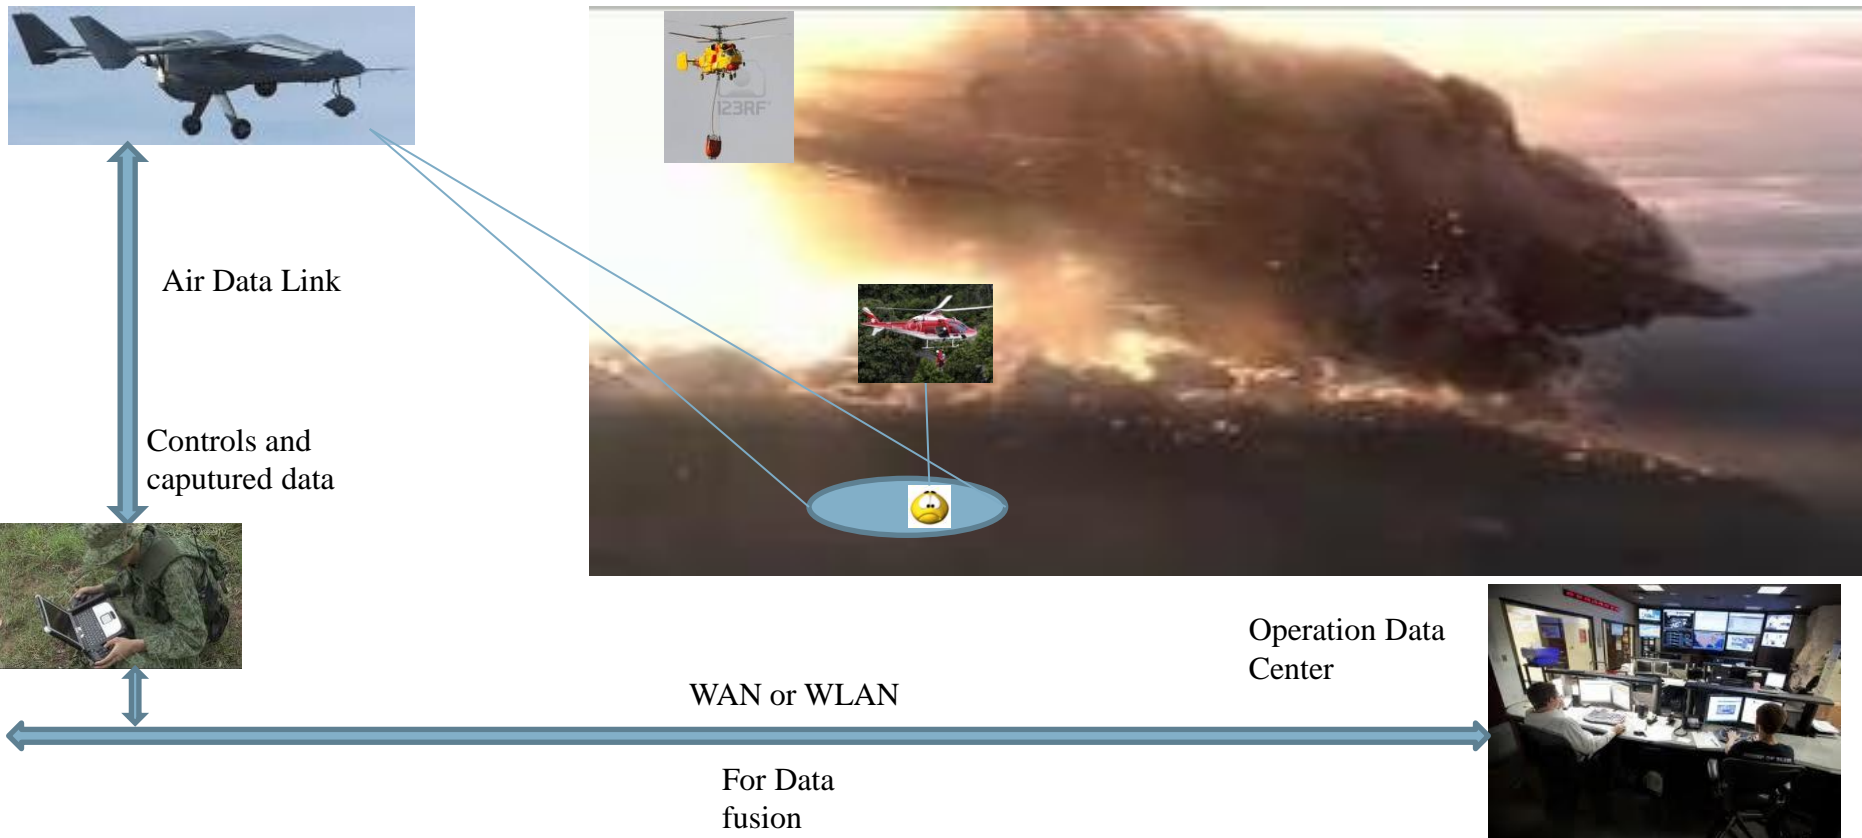 123RF
Air Data Link
Controls and
caputured data
Operation Data
Center
WAN or WLAN
For Data
fusion